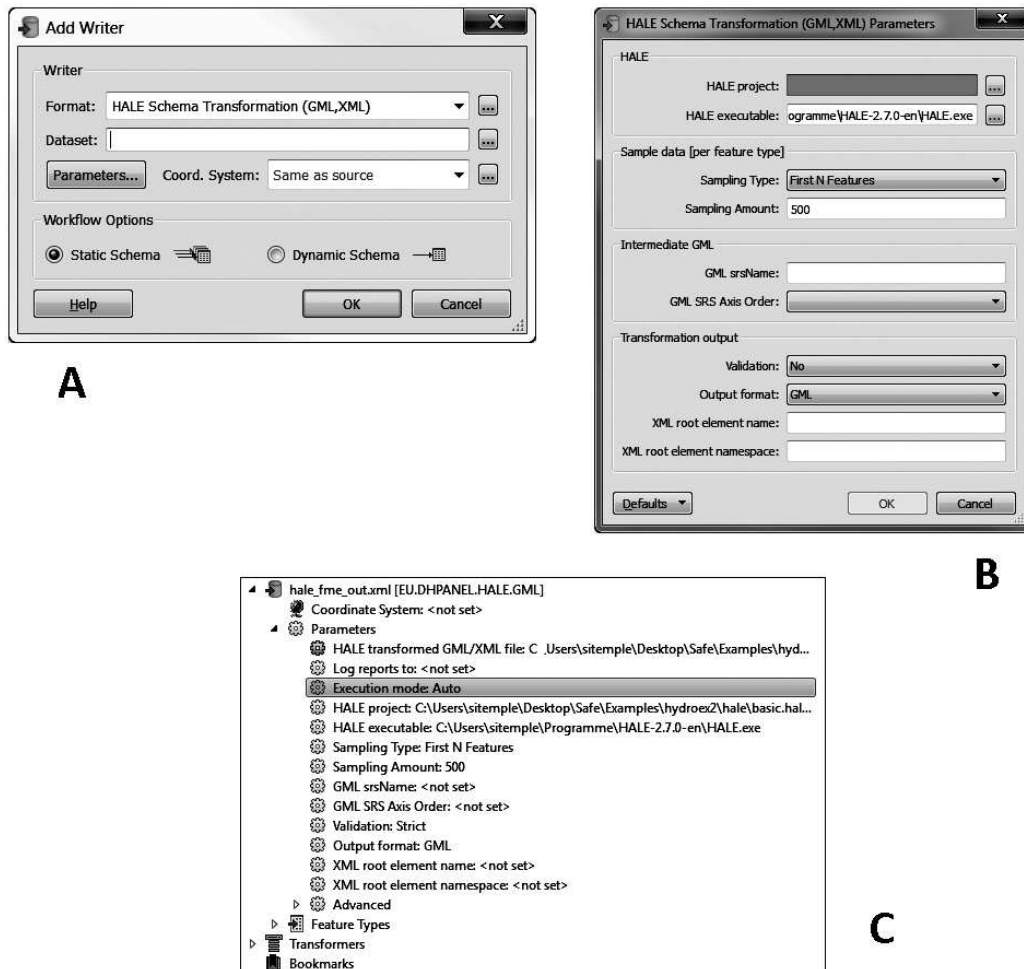 Add Writer
Writer
Format: HALE Schema Transformation (GML,XML) ...
Dataset: ...
Parameters... Coord. System: Same as source ...
Workflow Options
Static Schema Dynamic Schema
Help OK Cancel
A
HALE Schema Transformation (GML,XML) Parameters
HALE
HALE project: ...
HALE executable: ogramme\HALE-2.7.0-en\HALE.exe ...
Sample data [per feature type]
Sampling Type: First N Features
Sampling Amount: 500
Intermediate GML
GML srsName:
GML SRS Axis Order:
Transformation output
Validation: No
Output format: GML
XML root element name:
XML root element namespace:
Defaults OK Cancel
B
hale_fme_out.xml [EU.DHPANEL.HALE.GML]
Coordinate System: <not set>
Parameters
HALE transformed GML/XML file: C .Users\sitemple\Desktop\Safe\Examples\hyd...
Log reports to: <not set>
Execution mode: Auto
HALE project: C:\Users\sitemple\Desktop\Safe\Examples\hydroex2\hale\basic.hal...
HALE executable: C:\Users\sitemple\Programme\HALE-2.7.0-en\HALE.exe
Sampling Type: First N Features
Sampling Amount: 500
GML srsName: <not set>
GML SRS Axis Order: <not set>
Validation: Strict
Output format: GML
XML root element name: <not set>
XML root element namespace: <not set>
Advanced
Feature Types
Transformers
Bookmarks
C